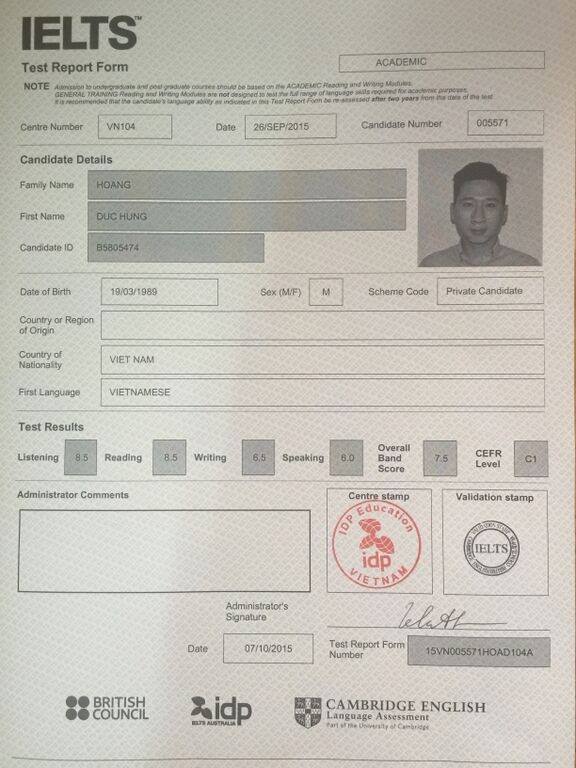 IELTS™
Test Report Form
ACADEMIC
NOTE Admission to undergraduate and post graduate courses should be based on the ACADEMIC Reading and Writing Modules.
GENERAL TRAINING Reading and Writing Modules are not designed to test the full range of language skills required for academic purposes.
It is recommended that the candidate's language ability as indicated in this Test Report Form be re-assessed after two years from the date of the test.
Centre Number VN104 Date 26/SEP/2015 Candidate Number 005571
Candidate Details
Family Name HOANG
First Name DUC HUNG
Candidate ID B5805474
Date of Birth 19/03/1989 Sex (M/F) M Scheme Code Private Candidate
Country or Region
of Origin
Country of
Nationality VIET NAM
First Language VIETNAMESE
Test Results
Listening 8.5 Reading 8.5 Writing 6.5 Speaking 6.0 Overall Band Score 7.5 CEFR Level C1
Administrator Comments
Centre stamp
IDP Education
idp
VIETNAM
Validation stamp
IELTS
Administrator's
Signature
Date 07/10/2015
Test Report Form
Number 15VN005571HOAD104A
BRITISH
COUNCIL
idp
IELTS AUSTRALIA
CAMBRIDGE ENGLISH
Language Assessment
Part of the University of Cambridge